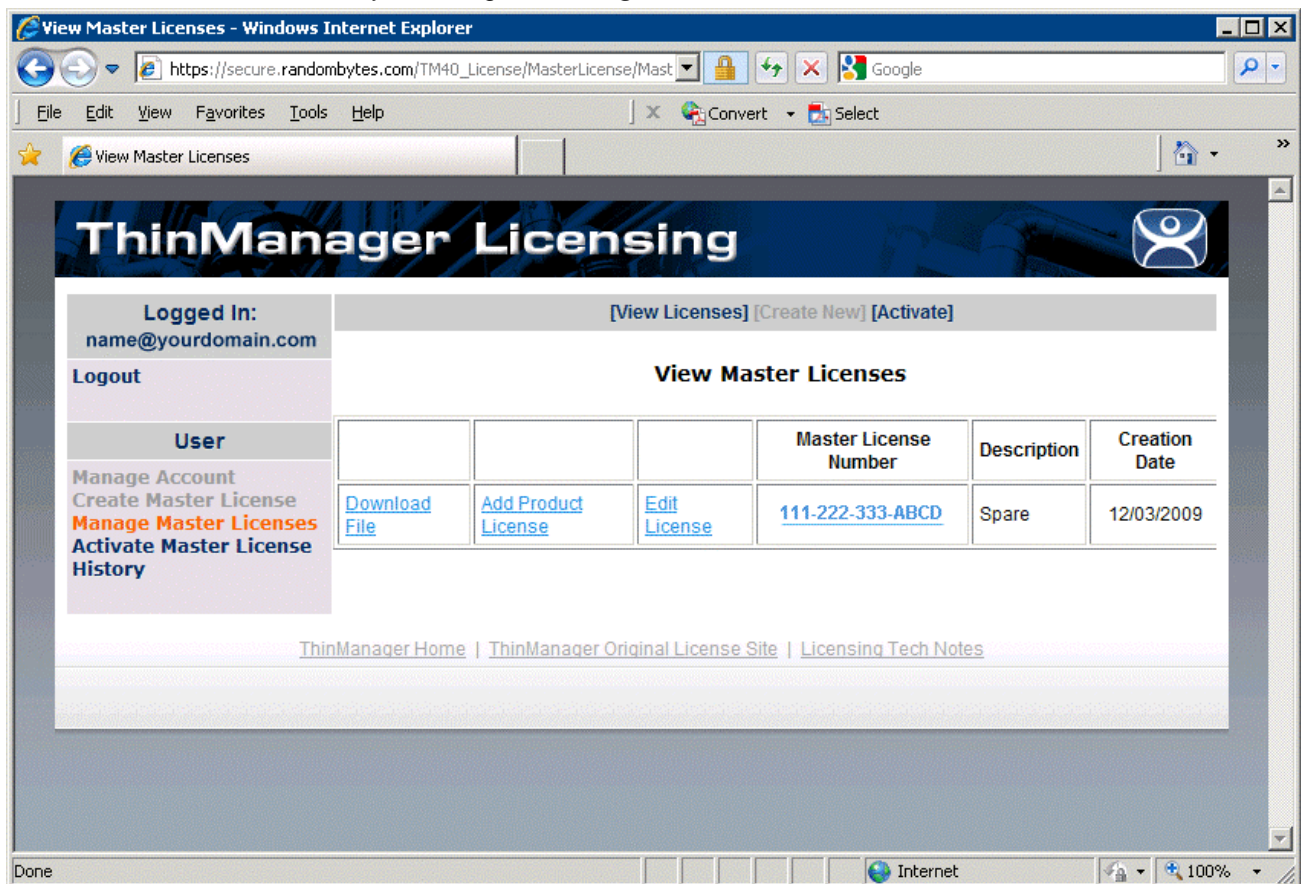 View Master Licenses - Windows Internet Explorer
https://secure.randombytes.com/TM40_License/MasterLicense/Mast
Google
File Edit View Favorites Tools Help
Convert
Select
View Master Licenses
ThinManager Licensing
Logged In:
name@yourdomain.com
Logout
[View Licenses] [Create New] [Activate]
View Master Licenses
User
Manage Account
Create Master License
Manage Master Licenses
Activate Master License
History
Master License
Number
Description
Creation
Date
Download
File
Add Product
License
Edit
License
111-222-333-ABCD
Spare
12/03/2009
ThinManager Home | ThinManager Original License Site | Licensing Tech Notes
Done
Internet
100%